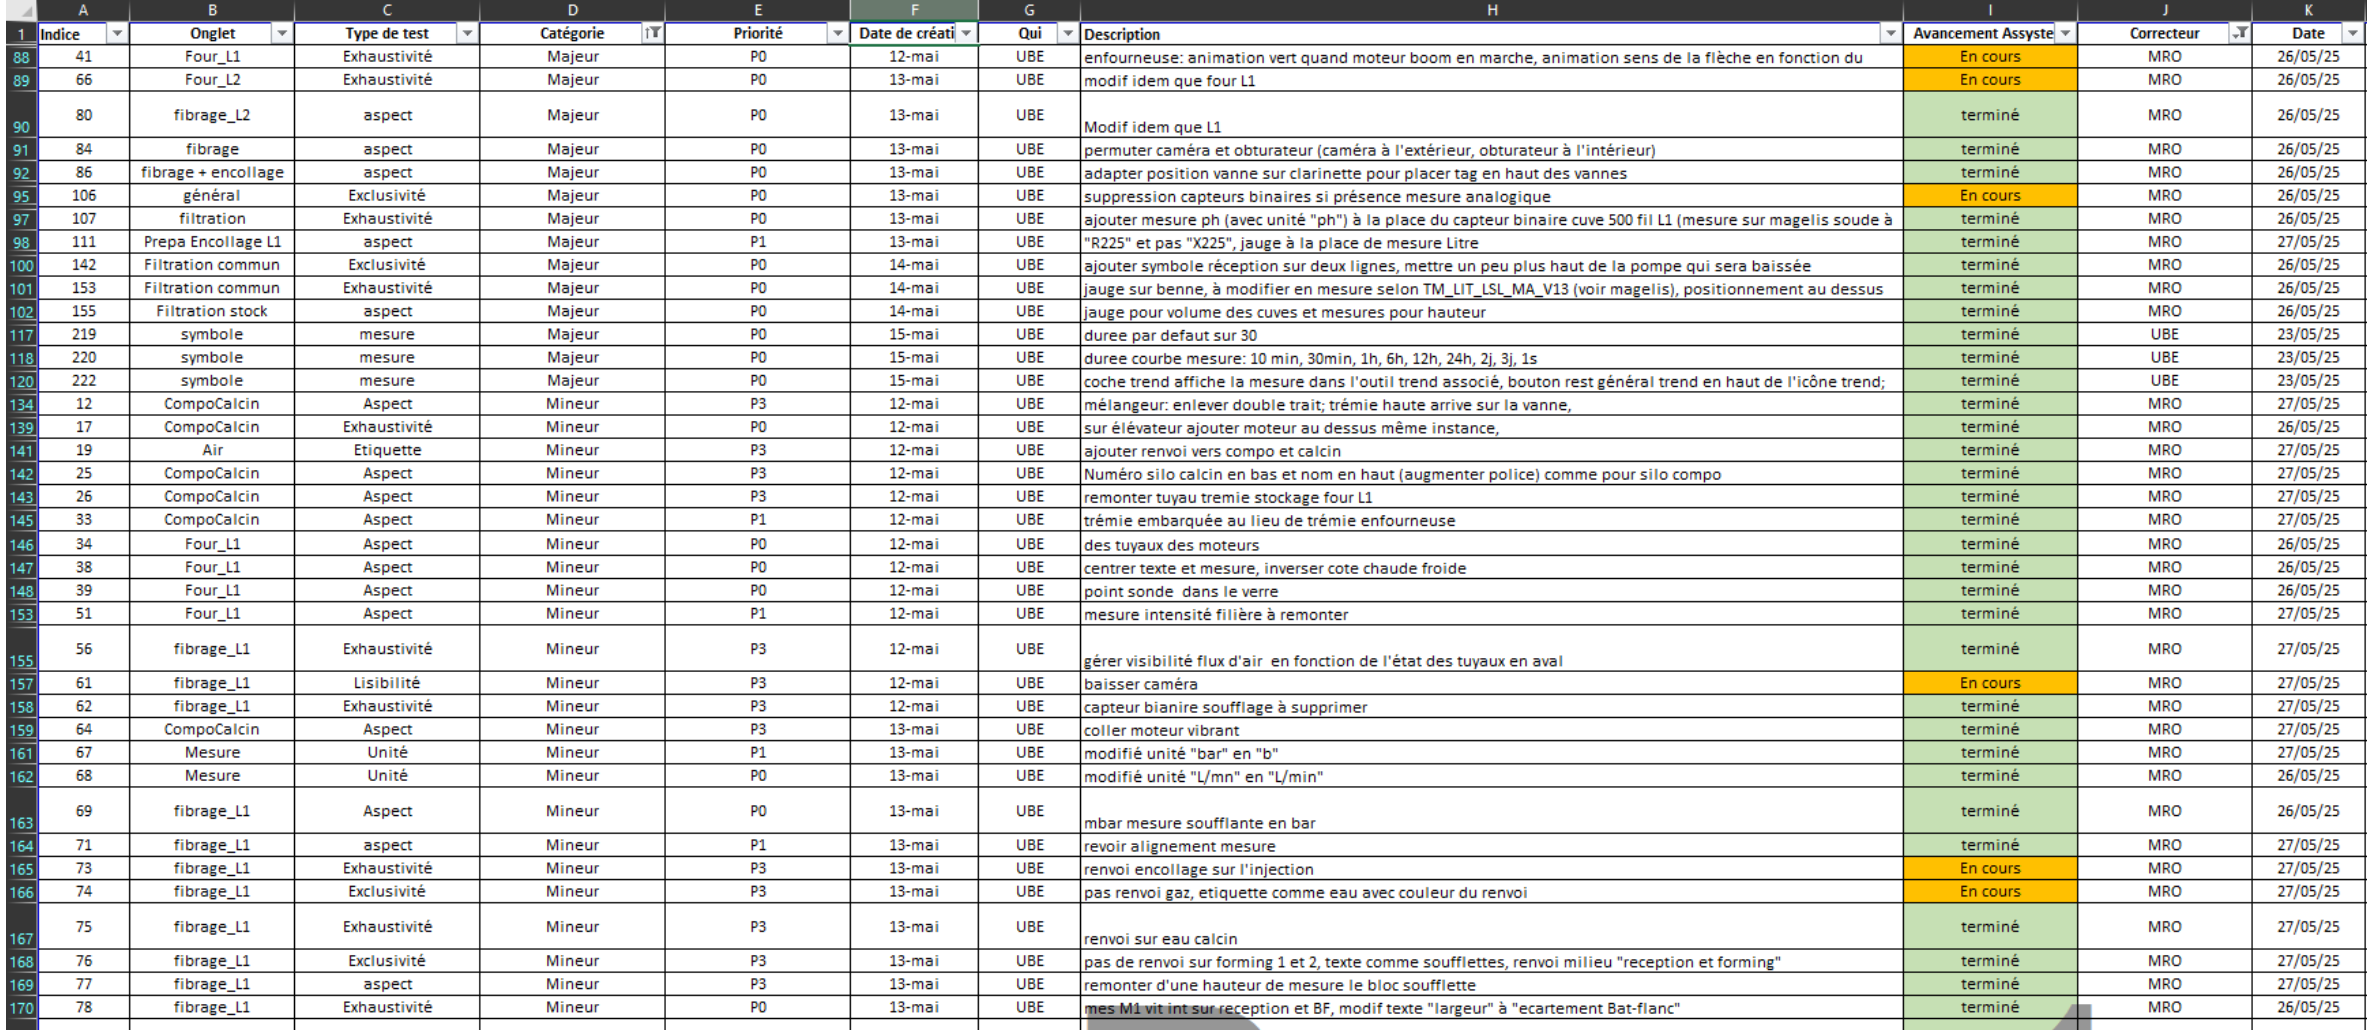 A B C D E F G H I J K
1 Indice Onglet Type de test Catégorie Priorité Date de créati Qui Description Avancement Assyste Correcteur Date
88 41 Four_L1 Exhaustivité Majeur P0 12-mai UBE enfourneuse: animation vert quand moteur boom en marche, animation sens de la flèche en fonction du En cours MRO 26/05/25
89 66 Four_L2 Exhaustivité Majeur P0 13-mai UBE modif idem que four L1 En cours MRO 26/05/25
90 80 fibrage_L2 aspect Majeur P0 13-mai UBE Modif idem que L1 terminé MRO 26/05/25
91 84 fibrage aspect Majeur P0 13-mai UBE permuter caméra et obturateur (caméra à l'extérieur, obturateur à l'intérieur) terminé MRO 26/05/25
92 86 fibrage + encollage aspect Majeur P0 13-mai UBE adapter position vanne sur clarinette pour placer tag en haut des vannes terminé MRO 26/05/25
95 106 général Exclusivité Majeur P0 13-mai UBE suppression capteurs binaires si présence mesure analogique En cours MRO 26/05/25
97 107 filtration Exhaustivité Majeur P0 13-mai UBE ajouter mesure ph (avec unité "ph") à la place du capteur binaire cuve 500 fil L1 (mesure sur magelis soude à terminé MRO 26/05/25
98 111 Prepa Encollage L1 aspect Majeur P1 13-mai UBE "R225" et pas "X225", jauge à la place de mesure Litre terminé MRO 27/05/25
100 142 Filtration commun Exclusivité Majeur P0 14-mai UBE ajouter symbole réception sur deux lignes, mettre un peu plus haut de la pompe qui sera baissée terminé MRO 26/05/25
101 153 Filtration commun Exhaustivité Majeur P0 14-mai UBE jauge sur benne, à modifier en mesure selon TM_LIT_LSL_MA_V13 (voir magelis), positionnement au dessus terminé MRO 26/05/25
102 155 Filtration stock aspect Majeur P0 14-mai UBE jauge pour volume des cuves et mesures pour hauteur terminé MRO 26/05/25
117 219 symbole mesure Majeur P0 15-mai UBE duree par defaut sur 30 terminé UBE 23/05/25
118 220 symbole mesure Majeur P0 15-mai UBE duree courbe mesure: 10 min, 30min, 1h, 6h, 12h, 24h, 2j, 3j, 1s terminé UBE 23/05/25
120 222 symbole mesure Majeur P0 15-mai UBE coche trend affiche la mesure dans l'outil trend associé, bouton rest général trend en haut de l'icône trend; terminé UBE 23/05/25
134 12 CompoCalcin Aspect Mineur P3 12-mai UBE mélangeur: enlever double trait; trémie haute arrive sur la vanne, terminé MRO 27/05/25
139 17 CompoCalcin Exhaustivité Mineur P0 12-mai UBE sur élévateur ajouter moteur au dessus même instance, terminé MRO 26/05/25
141 19 Air Etiquette Mineur P3 12-mai UBE ajouter renvoi vers compo et calcin terminé MRO 27/05/25
142 25 CompoCalcin Aspect Mineur P3 12-mai UBE Numéro silo calcin en bas et nom en haut (augmenter police) comme pour silo compo terminé MRO 27/05/25
143 26 CompoCalcin Aspect Mineur P3 12-mai UBE remonter tuyau tremie stockage four L1 terminé MRO 27/05/25
145 33 CompoCalcin Aspect Mineur P1 12-mai UBE trémie embarquée au lieu de trémie enfourneuse terminé MRO 27/05/25
146 34 Four_L1 Aspect Mineur P0 12-mai UBE des tuyaux des moteurs terminé MRO 26/05/25
147 38 Four_L1 Aspect Mineur P0 12-mai UBE centrer texte et mesure, inverser cote chaude froide terminé MRO 26/05/25
148 39 Four_L1 Aspect Mineur P0 12-mai UBE point sonde  dans le verre terminé MRO 26/05/25
153 51 Four_L1 Aspect Mineur P1 12-mai UBE mesure intensité filière à remonter terminé MRO 27/05/25
155 56 fibrage_L1 Exhaustivité Mineur P3 12-mai UBE gérer visibilité flux d'air  en fonction de l'état des tuyaux en aval terminé MRO 27/05/25
157 61 fibrage_L1 Lisibilité Mineur P3 12-mai UBE baisser caméra En cours MRO 27/05/25
158 62 fibrage_L1 Exhaustivité Mineur P3 12-mai UBE capteur bianire soufflage à supprimer terminé MRO 27/05/25
159 64 CompoCalcin Aspect Mineur P3 13-mai UBE coller moteur vibrant terminé MRO 27/05/25
161 67 Mesure Unité Mineur P1 13-mai UBE modifié unité "bar" en "b" terminé MRO 27/05/25
162 68 Mesure Unité Mineur P0 13-mai UBE modifié unité "L/mn" en "L/min" terminé MRO 26/05/25
163 69 fibrage_L1 Aspect Mineur P0 13-mai UBE mbar mesure soufflante en bar terminé MRO 26/05/25
164 71 fibrage_L1 aspect Mineur P1 13-mai UBE revoir alignement mesure terminé MRO 27/05/25
165 73 fibrage_L1 Exhaustivité Mineur P3 13-mai UBE renvoi encollage sur l'injection En cours MRO 27/05/25
166 74 fibrage_L1 Exclusivité Mineur P3 13-mai UBE pas renvoi gaz, etiquette comme eau avec couleur du renvoi En cours MRO 27/05/25
167 75 fibrage_L1 Exhaustivité Mineur P3 13-mai UBE renvoi sur eau calcin terminé MRO 27/05/25
168 76 fibrage_L1 Exclusivité Mineur P3 13-mai UBE pas de renvoi sur forming 1 et 2, texte comme soufflettes, renvoi milieu "reception et forming" terminé MRO 27/05/25
169 77 fibrage_L1 aspect Mineur P3 13-mai UBE remonter d'une hauteur de mesure le bloc soufflette terminé MRO 27/05/25
170 78 fibrage_L1 Exhaustivité Mineur P0 13-mai UBE mes M1 vit int sur reception et BF, modif texte "largeur" à "ecartement Bat-flanc" terminé MRO 26/05/25